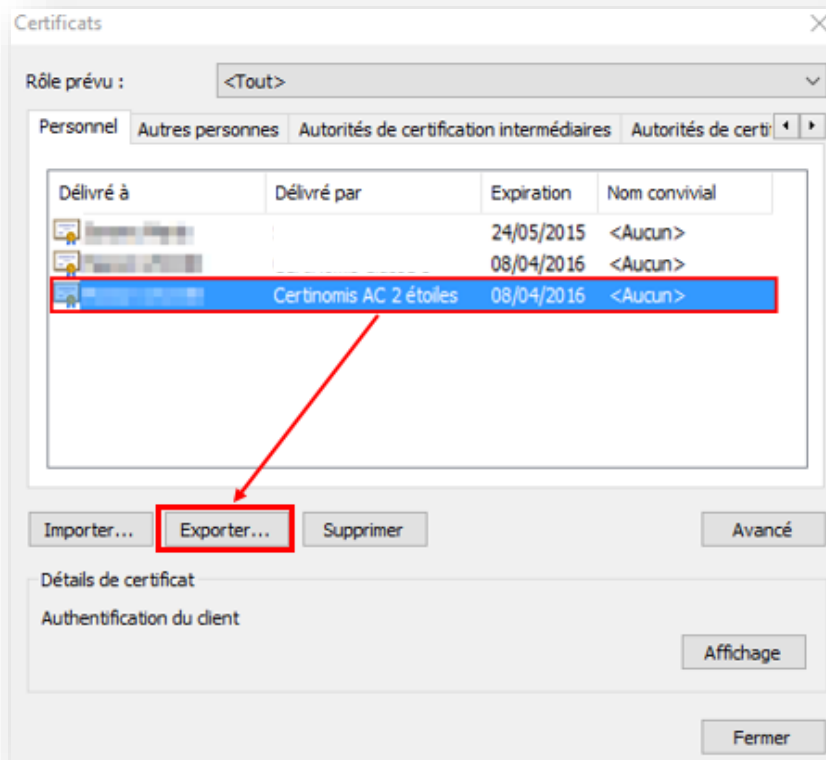 Certificats
Rôle prévu : <Tout>
Personnel Autres personnes Autorités de certification intermédiaires Autorités de certi
Délivré à Délivré par Expiration Nom convivial
24/05/2015 <Aucun>
08/04/2016 <Aucun>
Certinomis AC 2 étoiles 08/04/2016 <Aucun>
Importer... Exporter... Supprimer Avancé
Détails de certificat
Authentification du client
Affichage
Fermer